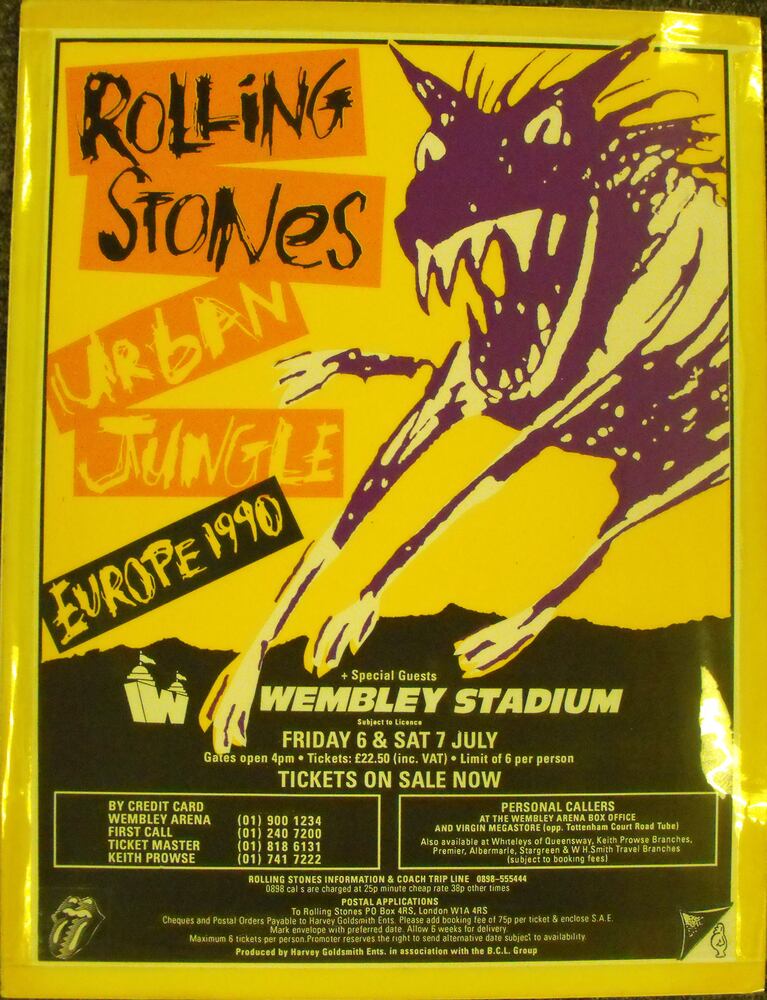 ROLLiNG
STONeS
URbAN
JUNGLE
EUROPE 1990
+ Special Guests
W WEMBLEY STADIUM
Subject to Licence
FRIDAY 6 & SAT 7 JULY
Gates open 4pm • Tickets: £22.50 (inc. VAT) • Limit of 6 per person
TICKETS ON SALE NOW
BY CREDIT CARD
WEMBLEY ARENA (01) 900 1234
FIRST CALL (01) 240 7200
TICKET MASTER (01) 818 6131
KEITH PROWSE (01) 741 7222
PERSONAL CALLERS
AT THE WEMBLEY ARENA BOX OFFICE
AND VIRGIN MEGASTORE (opp. Tottenham Court Road Tube)
Also available at Whiteleys of Queensway, Keith Prowse Branches,
Premier, Albermarle, Stargreen & W.H.Smith Travel Branches
(subject to booking fees)
ROLLING STONES INFORMATION & COACH TRIP LINE 0898-555444
0898 cal s are charged at 25p minute cheap rate 38p other times
POSTAL APPLICATIONS
To Rolling Stones PO Box 4RS, London W1A 4RS
Cheques and Postal Orders Payable to Harvey Goldsmith Ents. Please add booking fee of 75p per ticket & enclose S.A.E.
Mark envelope with preferred date. Allow 6 weeks for delivery.
Maximum 6 tickets per person.Promoter reserves the right to send alternative date subject to availability.
Produced by Harvey Goldsmith Ents. in association with the B.C.L. Group